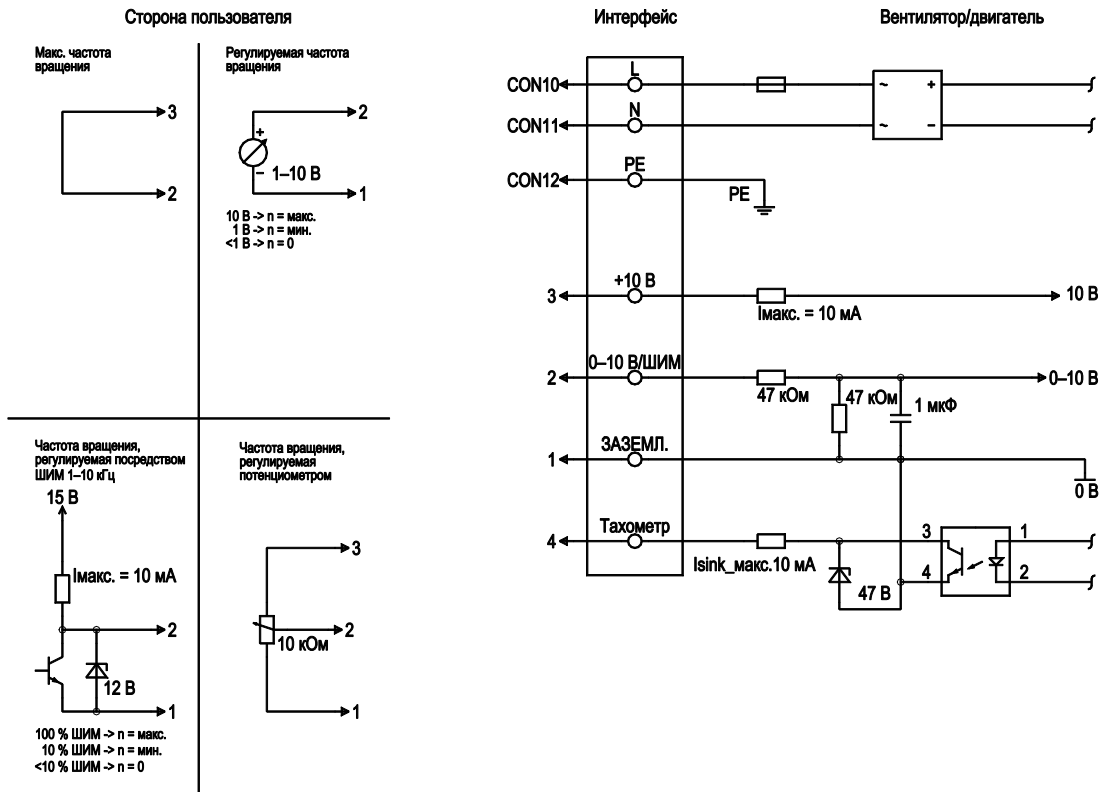 Сторона пользователя
Интерфейс
Вентилятор/двигатель
Макс. частота
вращения
3
2
Регулируемая частота
вращения
2
+
–
1–10 В
1
10 В -> n = макс.
1 В -> n = мин.
<1 В -> n = 0
Частота вращения,
регулируемая посредством
ШИМ 1–10 кГц
15 В
Iмакс. = 10 мА
2
12 В
1
100 % ШИМ -> n = макс.
10 % ШИМ -> n = мин.
<10 % ШИМ -> n = 0
Частота вращения,
регулируемая
потенциометром
3
2
10 кОм
1
CON10
L
~
+
CON11
N
~
–
CON12
PE
PE
3
+10 В
10 В
Iмакс. = 10 мА
2
0–10 В/ШИМ
0–10 В
47 кОм
47 кОм
1 мкФ
1
ЗАЗЕМЛ.
0 В
4
Тахометр
3
1
Isink_макс.10 мА
4
2
47 В